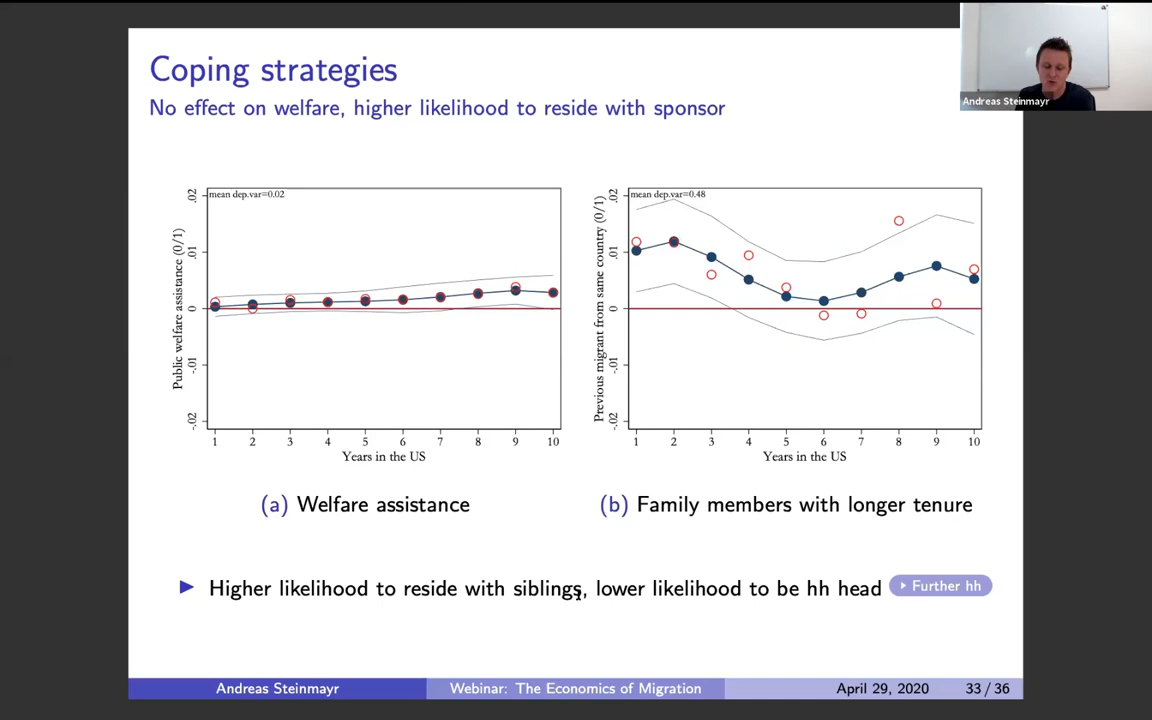 Coping strategies
No effect on welfare, higher likelihood to reside with sponsor
Andreas Steinmayr
mean dep.var=0.02
Public welfare assistance (0/1)
.02
.01
0
-.01
-.02
1 2 3 4 5 6 7 8 9 10
Years in the US
(a) Welfare assistance
mean dep.var=0.48
Previous migrant from same country (0/1)
.02
.01
0
-.01
-.02
1 2 3 4 5 6 7 8 9 10
Years in the US
(b) Family members with longer tenure
Higher likelihood to reside with siblings, lower likelihood to be hh head
Further hh
Andreas Steinmayr Webinar: The Economics of Migration April 29, 2020 33 / 36